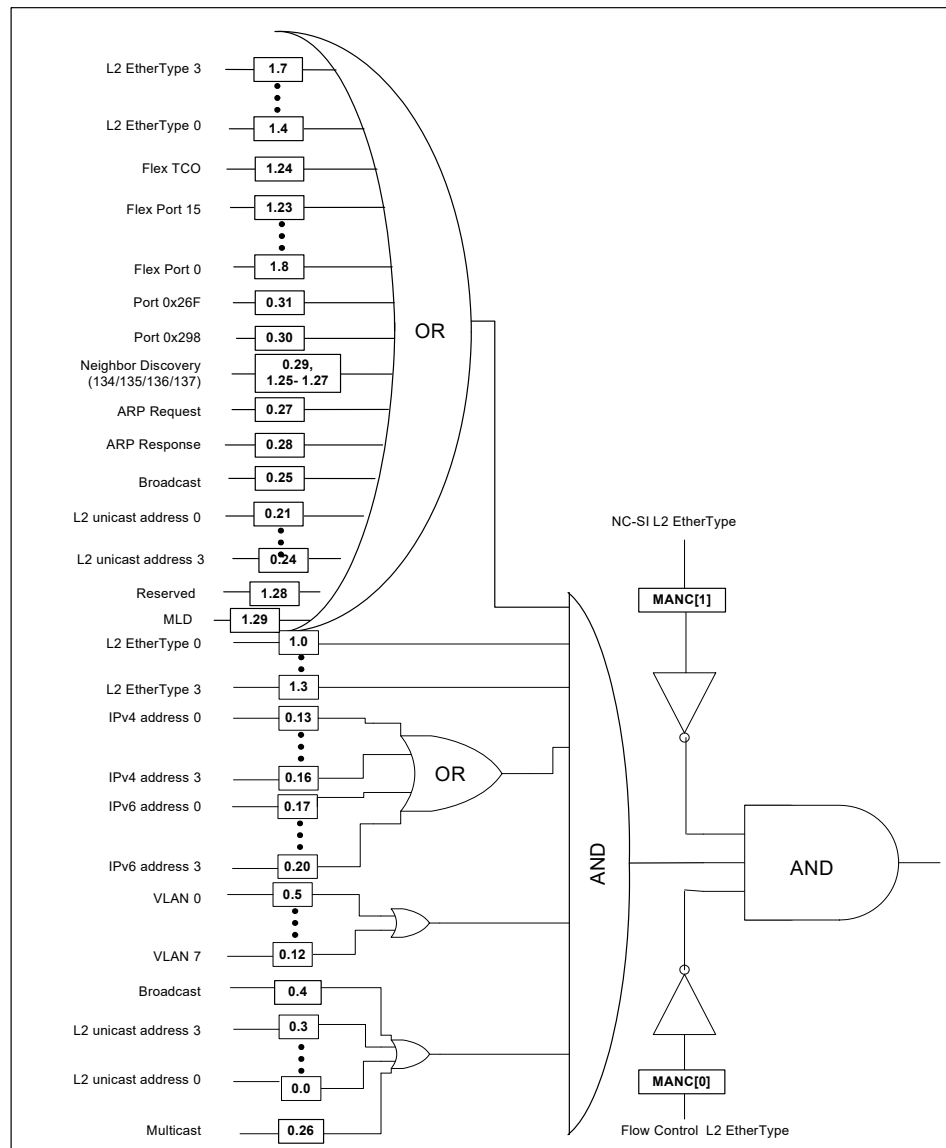 L2 EtherType 3
1.7
L2 EtherType 0
1.4
Flex TCO
1.24
Flex Port 15
1.23
Flex Port 0
1.8
Port 0x26F
0.31
Port 0x298
0.30
Neighbor Discovery
(134/135/136/137)
0.29,
1.25- 1.27
ARP Request
0.27
ARP Response
0.28
Broadcast
0.25
L2 unicast address 0
0.21
L2 unicast address 3
0.24
Reserved
1.28
MLD
1.29
OR
L2 EtherType 0
1.0
L2 EtherType 3
1.3
IPv4 address 0
0.13
IPv4 address 3
0.16
IPv6 address 0
0.17
IPv6 address 3
0.20
OR
VLAN 0
0.5
VLAN 7
0.12
Broadcast
0.4
L2 unicast address 3
0.3
L2 unicast address 0
0.0
Multicast
0.26
AND
NC-SI L2 EtherType
MANC[1]
AND
MANC[0]
Flow Control L2 EtherType